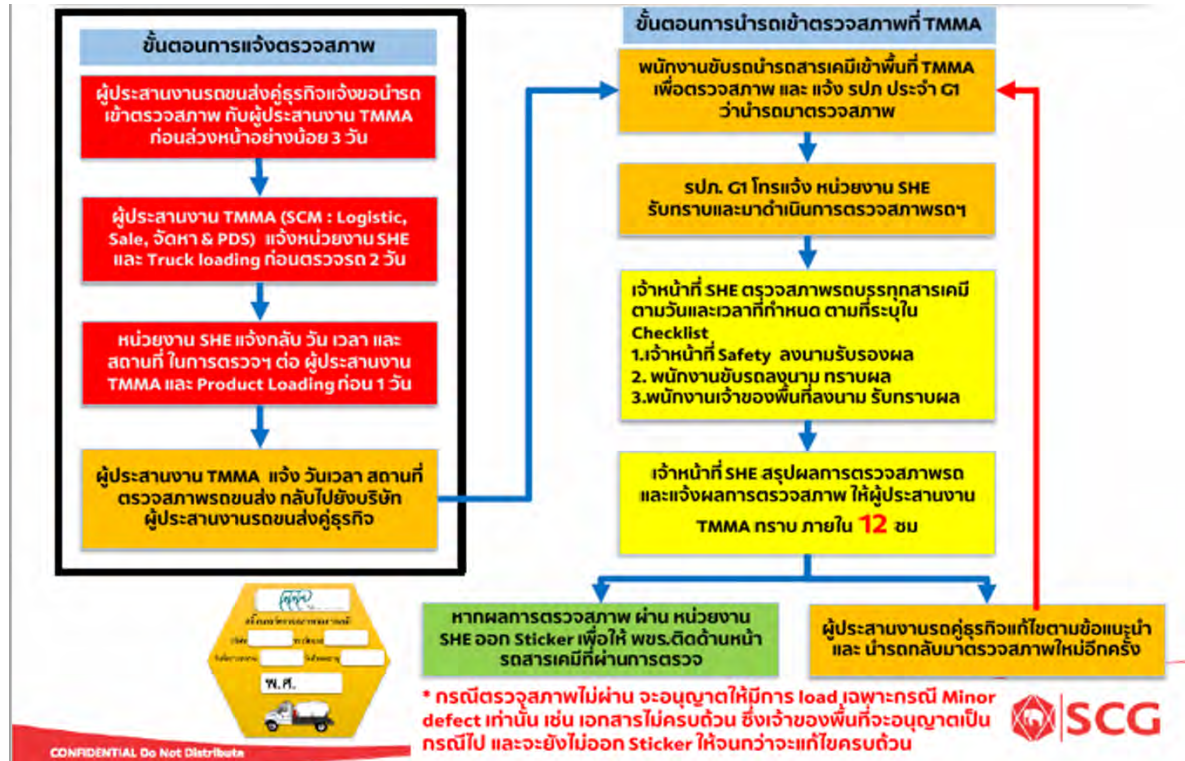 ขั้นตอนการแจ้งตรวจสภาพ
ผู้ประสานงานรถขนส่งคู่ธุรกิจแจ้งขอนำรถ
เข้าตรวจสภาพ กับผู้ประสานงาน TMMA
ก่อนล่วงหน้าอย่างน้อย 3 วัน
ผู้ประสานงาน TMMA (SCM : Logistic,
Sale, จัดหา & PDS) แจ้งหน่วยงาน SHE
และ Truck loading ก่อนตรวจรถ 2 วัน
หน่วยงาน SHE แจ้งกลับ วัน เวลา และ
สถานที่ ในการตรวจฯ ต่อ ผู้ประสานงาน
TMMA และ Product Loading ก่อน 1 วัน
ผู้ประสานงาน TMMA แจ้ง วันเวลา สถานที่
ตรวจสภาพรถขนส่ง กลับไปยังบริษัท
ผู้ประสานงานรถขนส่งคู่ธุรกิจ
ขั้นตอนการนำรถเข้าตรวจสภาพที่ TMMA
พนักงานขับรถนำรถสารเคมีเข้าพื้นที่ TMMA
เพื่อตรวจสภาพ และ แจ้ง รปภ ประจำ G1
ว่านำรถมาตรวจสภาพ
รปภ. G1 โทรแจ้ง หน่วยงาน SHE
รับทราบและมาดำเนินการตรวจสภาพรถฯ
เจ้าหน้าที่ SHE ตรวจสภาพรถบรรทุกสารเคมี
ตามวันและเวลาที่กำหนด ตามที่ระบุใน
Checklist
1.เจ้าหน้าที่ Safety ลงนามรับรองผล
2. พนักงานขับรถลงนาม ทราบผล
3.พนักงานเจ้าของพื้นที่ลงนาม รับทราบผล
เจ้าหน้าที่ SHE สรุปผลการตรวจสภาพรถ
และแจ้งผลการตรวจสภาพ ให้ผู้ประสานงาน
TMMA ทราบ ภายใน 12 ชม
หากผลการตรวจสภาพ ผ่าน หน่วยงาน
SHE ออก Sticker เพื่อให้ พขร.ติดด้านหน้า
รถสารเคมีที่ผ่านการตรวจ
ผู้ประสานงานรถคู่ธุรกิจแก้ไขตามข้อแนะนำ
และ นำรถกลับมาตรวจสภาพใหม่อีกครั้ง
พ.ศ.
* กรณีตรวจสภาพไม่ผ่าน จะอนุญาตให้มีการ load เฉพาะกรณี Minor
defect เท่านั้น เช่น เอกสารไม่ครบถ้วน ซึ่งเจ้าของพื้นที่จะอนุญาตเป็น
กรณีไป และจะยังไม่ออก Sticker ให้จนกว่าจะแก้ไขครบถ้วน
SCG
CONFIDENTIAL Do Not Distribute